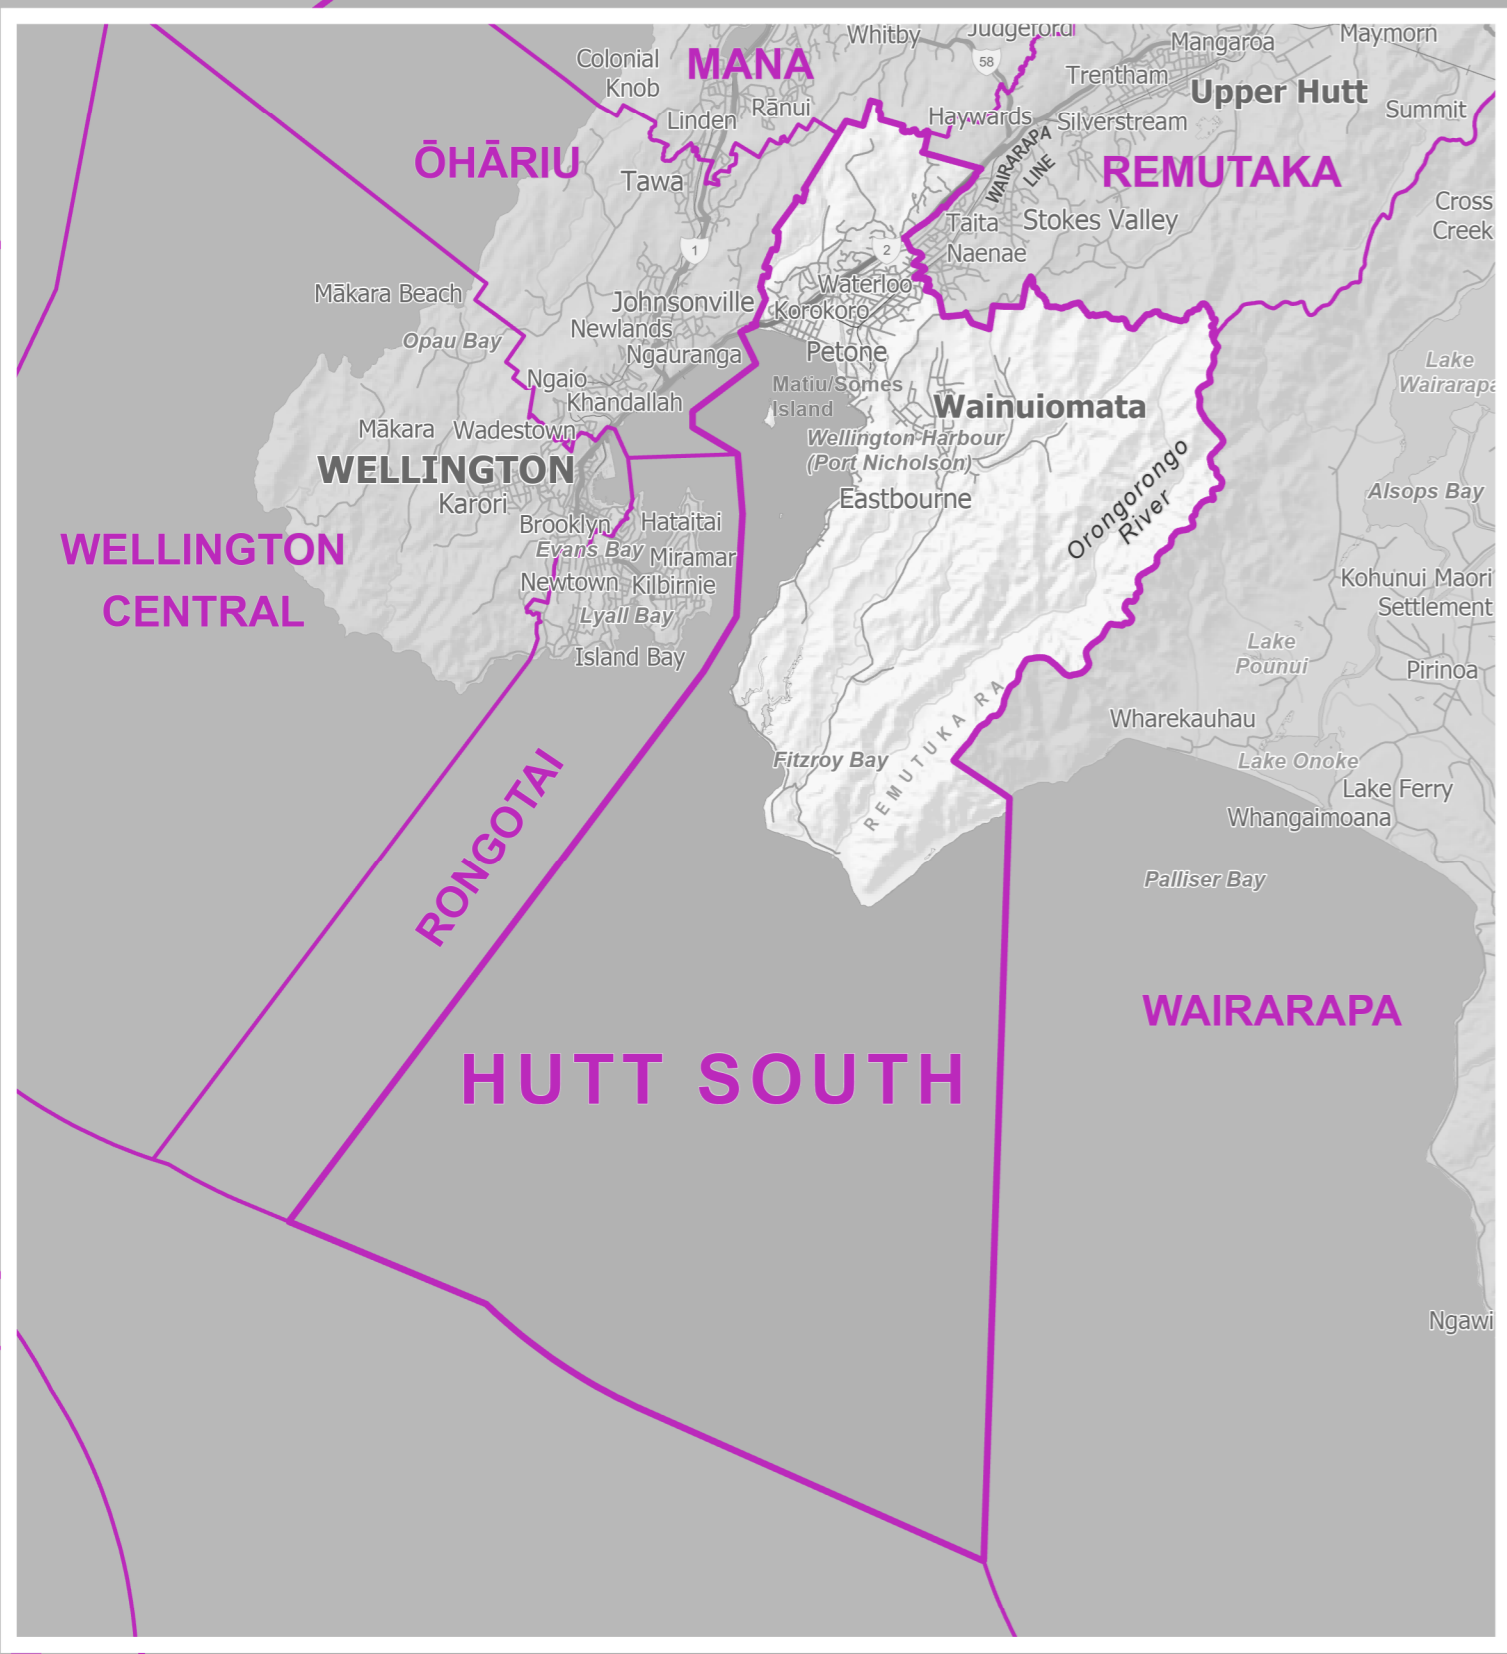 Whitby
Judgeford
Maymorn
Mangaroa
Colonial
Knob
MANA
58
Trentham
Upper Hutt
Summit
Rānui
Linden
Haywards
Silverstream
ŌHĀRIU
WAIRARAPA
LINE
REMUTAKA
Tawa
Cross
Creek
Taita
Stokes Valley
1
2
Naenae
Mākara Beach
Waterloo
Johnsonville
Korokoro
Newlands
Opau Bay
Ngauranga
Petone
Lake
Wairarapa
Ngaio
Matiu/Somes
Island
Khandallah
Wainuiomata
Mākara
Wadestown
Wellington Harbour
(Port Nicholson)
WELLINGTON
Orongorongo
River
Karori
Eastbourne
Alsops Bay
Brooklyn
Hataitai
WELLINGTON
CENTRAL
Evans Bay
Miramar
Newtown
Kilbirnie
Kohunui Maori
Settlement
Lyall Bay
Island Bay
Lake
Pounui
Pirinoa
REMUTUKA RA
Wharekauhau
Fitzroy Bay
Lake Onoke
Lake Ferry
Whangaimoana
RONGOTAI
Palliser Bay
WAIRARAPA
HUTT SOUTH
Ngawi